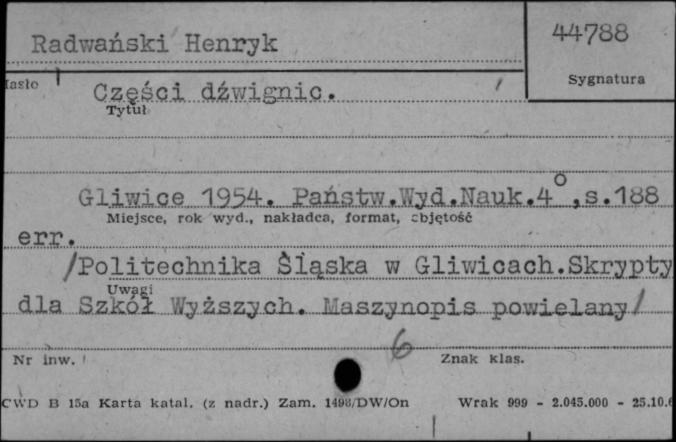 Radwański Henryk
44788
Sygnatura
Części dźwignic.
Tytuł
Gliwice 1954. Państw.Wyd.Nauk.4°,s.188
Miejsce, rok wyd., nakładca, format, objętość
err.
/Politechnika Śląska w Gliwicach.Skrypty
Uwagi
dla Szkół Wyższych. Maszynopis powielany/
6
Nr inw.
Znak klas.
CWD B 15a Karta katal. (z nadr.) Zam. 1498/DW/On Wrak 999 - 2.045.000 - 25.10.6